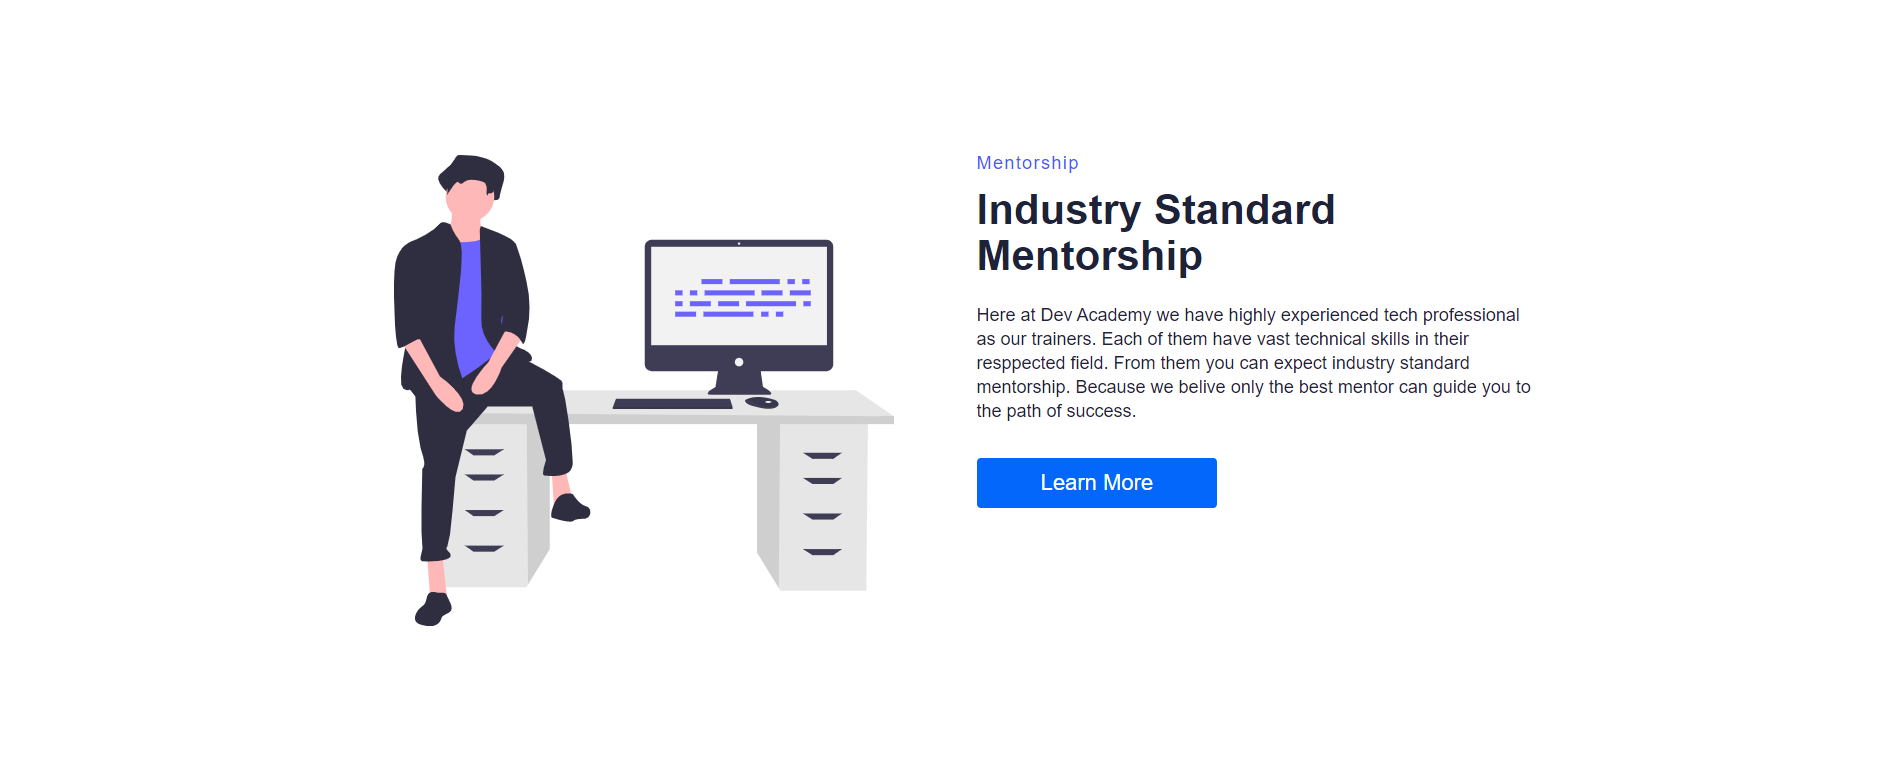 Mentorship
Industry Standard
Mentorship
Here at Dev Academy we have highly experienced tech professional
as our trainers. Each of them have vast technical skills in their
resppected field. From them you can expect industry standard
mentorship. Because we belive only the best mentor can guide you to
the path of success.
Learn More